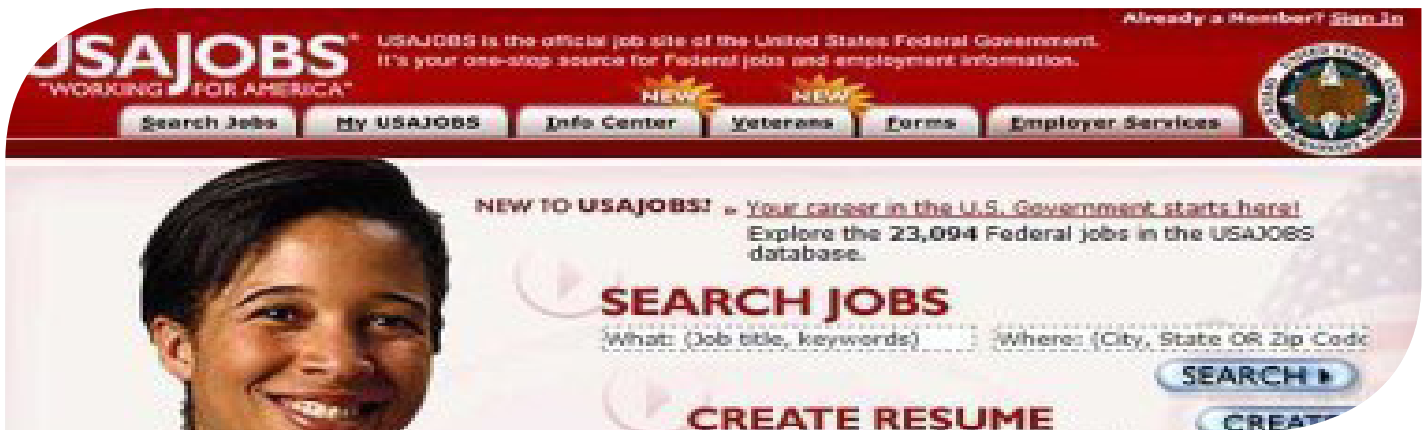 Already a Member? Sign In
USAJOBS
"WORKING FOR AMERICA"
USAJOBS is the official job site of the United States Federal Government.
It's your one-stop source for Federal jobs and employment information.
NEW NEW
Search Jobs My USAJOBS Info Center Veterans Forms Employer Services
NEW TO USAJOBS? » Your career in the U.S. Government starts here!
Explore the 23,094 Federal jobs in the USAJOBS
database.
SEARCH JOBS
What: (Job title, keywords) Where: (City, State OR Zip Code
SEARCH
CREATE RESUME
CREATE